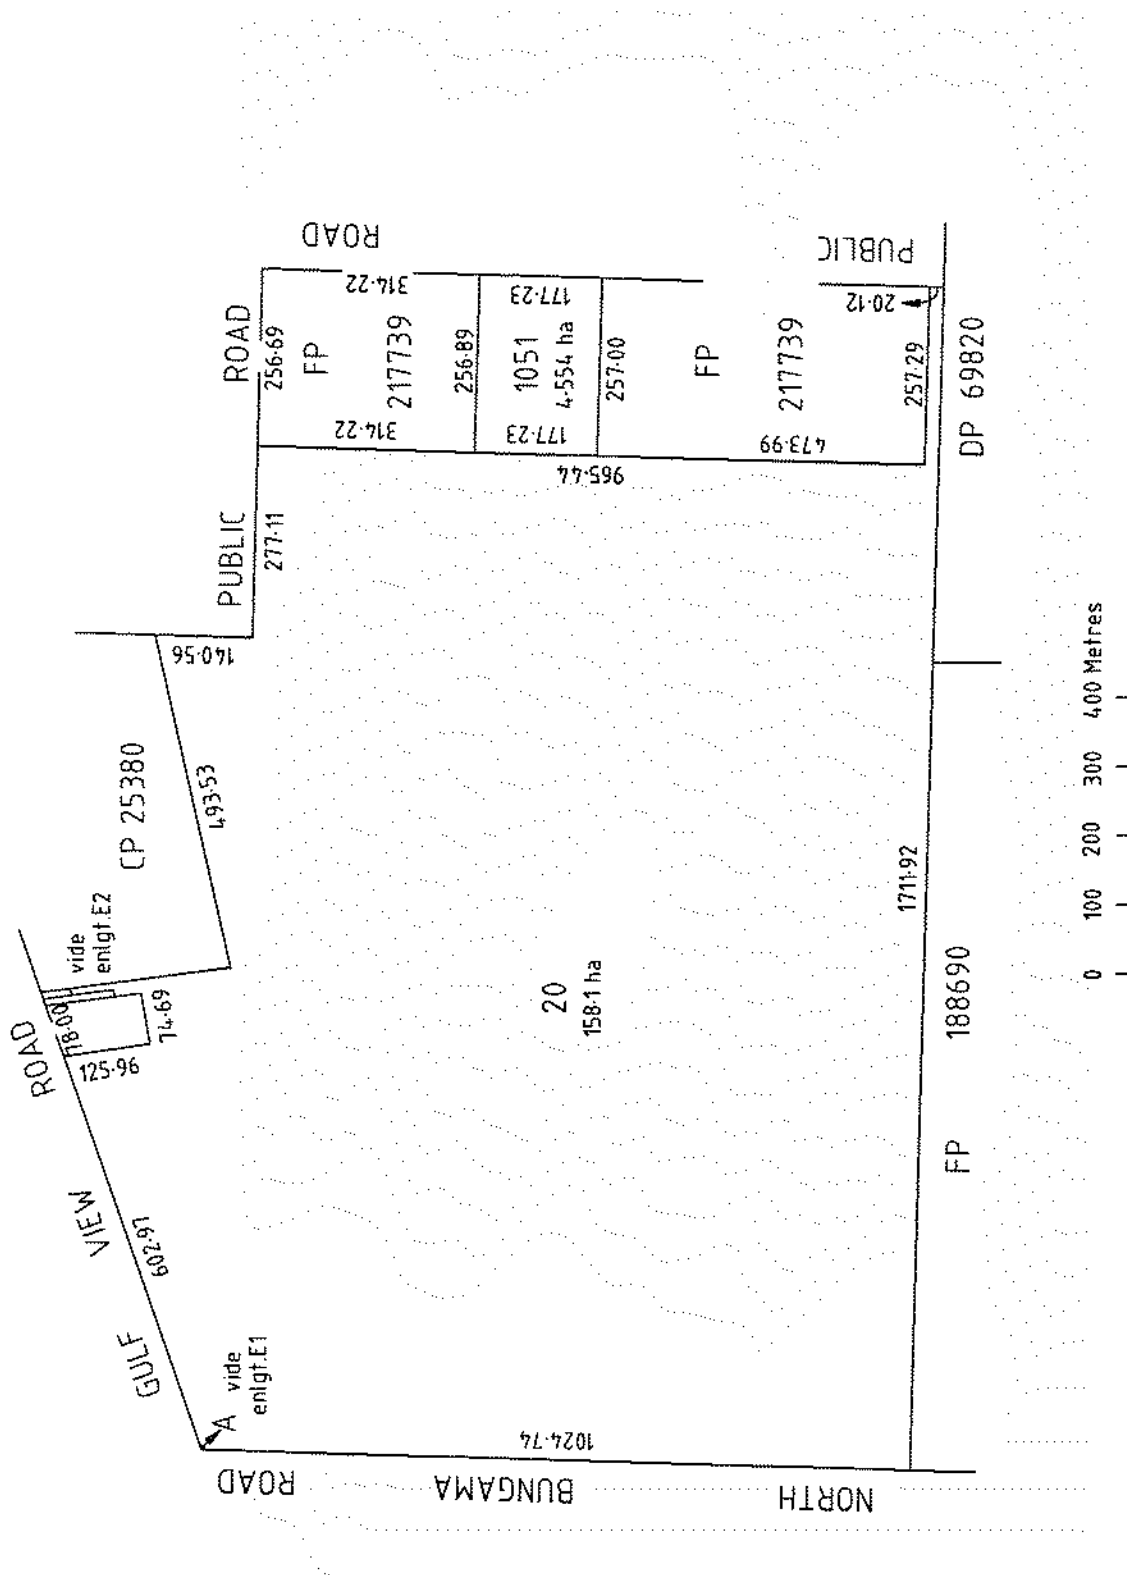 ROAD
PUBLIC
ROAD
256·69
314·22
FP
217739
314·22
256·89
177·23
1051
4·554 ha
177·23
257·00
FP
217739
473·99
965·44
257·29
20·12
PUBLIC
DP 69820
PUBLIC
277·11
140·56
493·53
CP 25380
vide
enlgt.E2
ROAD
78·00
74·69
125·96
VIEW
602·97
GULF
A
vide
enlgt.E1
20
158·1 ha
1711·92
FP 188690
1024·74
ROAD
BUNGAMA
NORTH
0 100 200 300 400 Metres